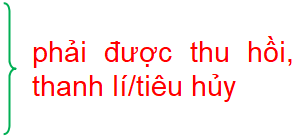 phải được thu hồi,
thanh lí/tiêu hủy